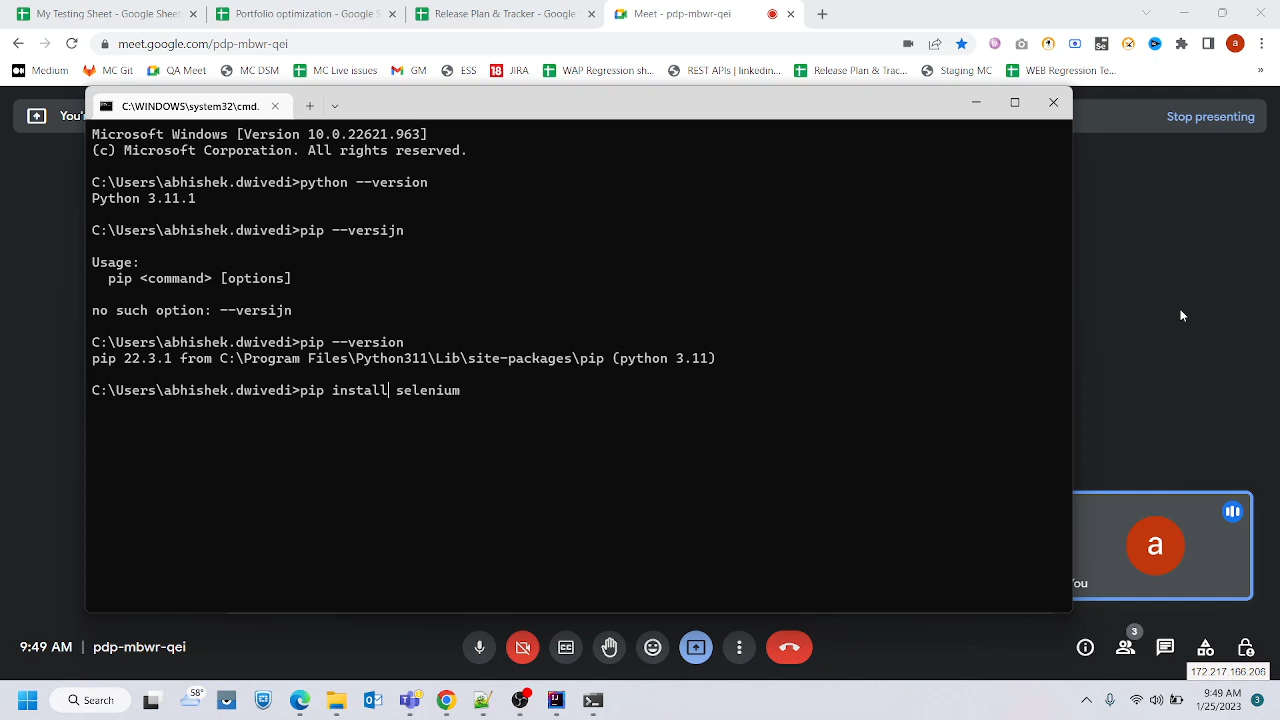 My Testing Sheet - Google Sheets
Portfolio optimization - Google S
Release Plan & Tracker - Google
Meet - pdp-mbwr-qei
meet.google.com/pdp-mbwr-qei
a
Medium
MC Git
QA Meet
MC DSM
MC Live issues
GM
ESS
18
JIRA
WAP Regression sh...
REST APIs | linkedin...
Release Plan & Trac...
Staging MC
WEB Regression Te...
»
You'
Stop presenting
C:\WINDOWS\system32\cmd.
Microsoft Windows [Version 10.0.22621.963]
(c) Microsoft Corporation. All rights reserved.
C:\Users\abhishek.dwivedi>python --version
Python 3.11.1
C:\Users\abhishek.dwivedi>pip --versijn
Usage:
pip <command> [options]
no such option: --versijn
C:\Users\abhishek.dwivedi>pip --version
pip 22.3.1 from C:\Program Files\Python311\Lib\site-packages\pip (python 3.11)
C:\Users\abhishek.dwivedi>pip install selenium
a
You
9:49 AM | pdp-mbwr-qei
3
172.217.166.206
58°
Search
9:49 AM
1/25/2023
3